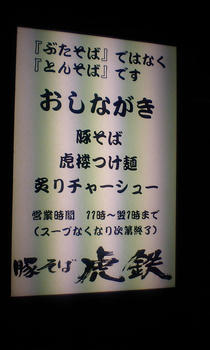 『ぶたそば』ではなく
『とんそば』です
おしながき
豚そば
虎搂つけ麺
炙りチャーシュー
営業時間 11時～翌1時まで
(スープなくなり次第終了)
豚そば 虎鉄